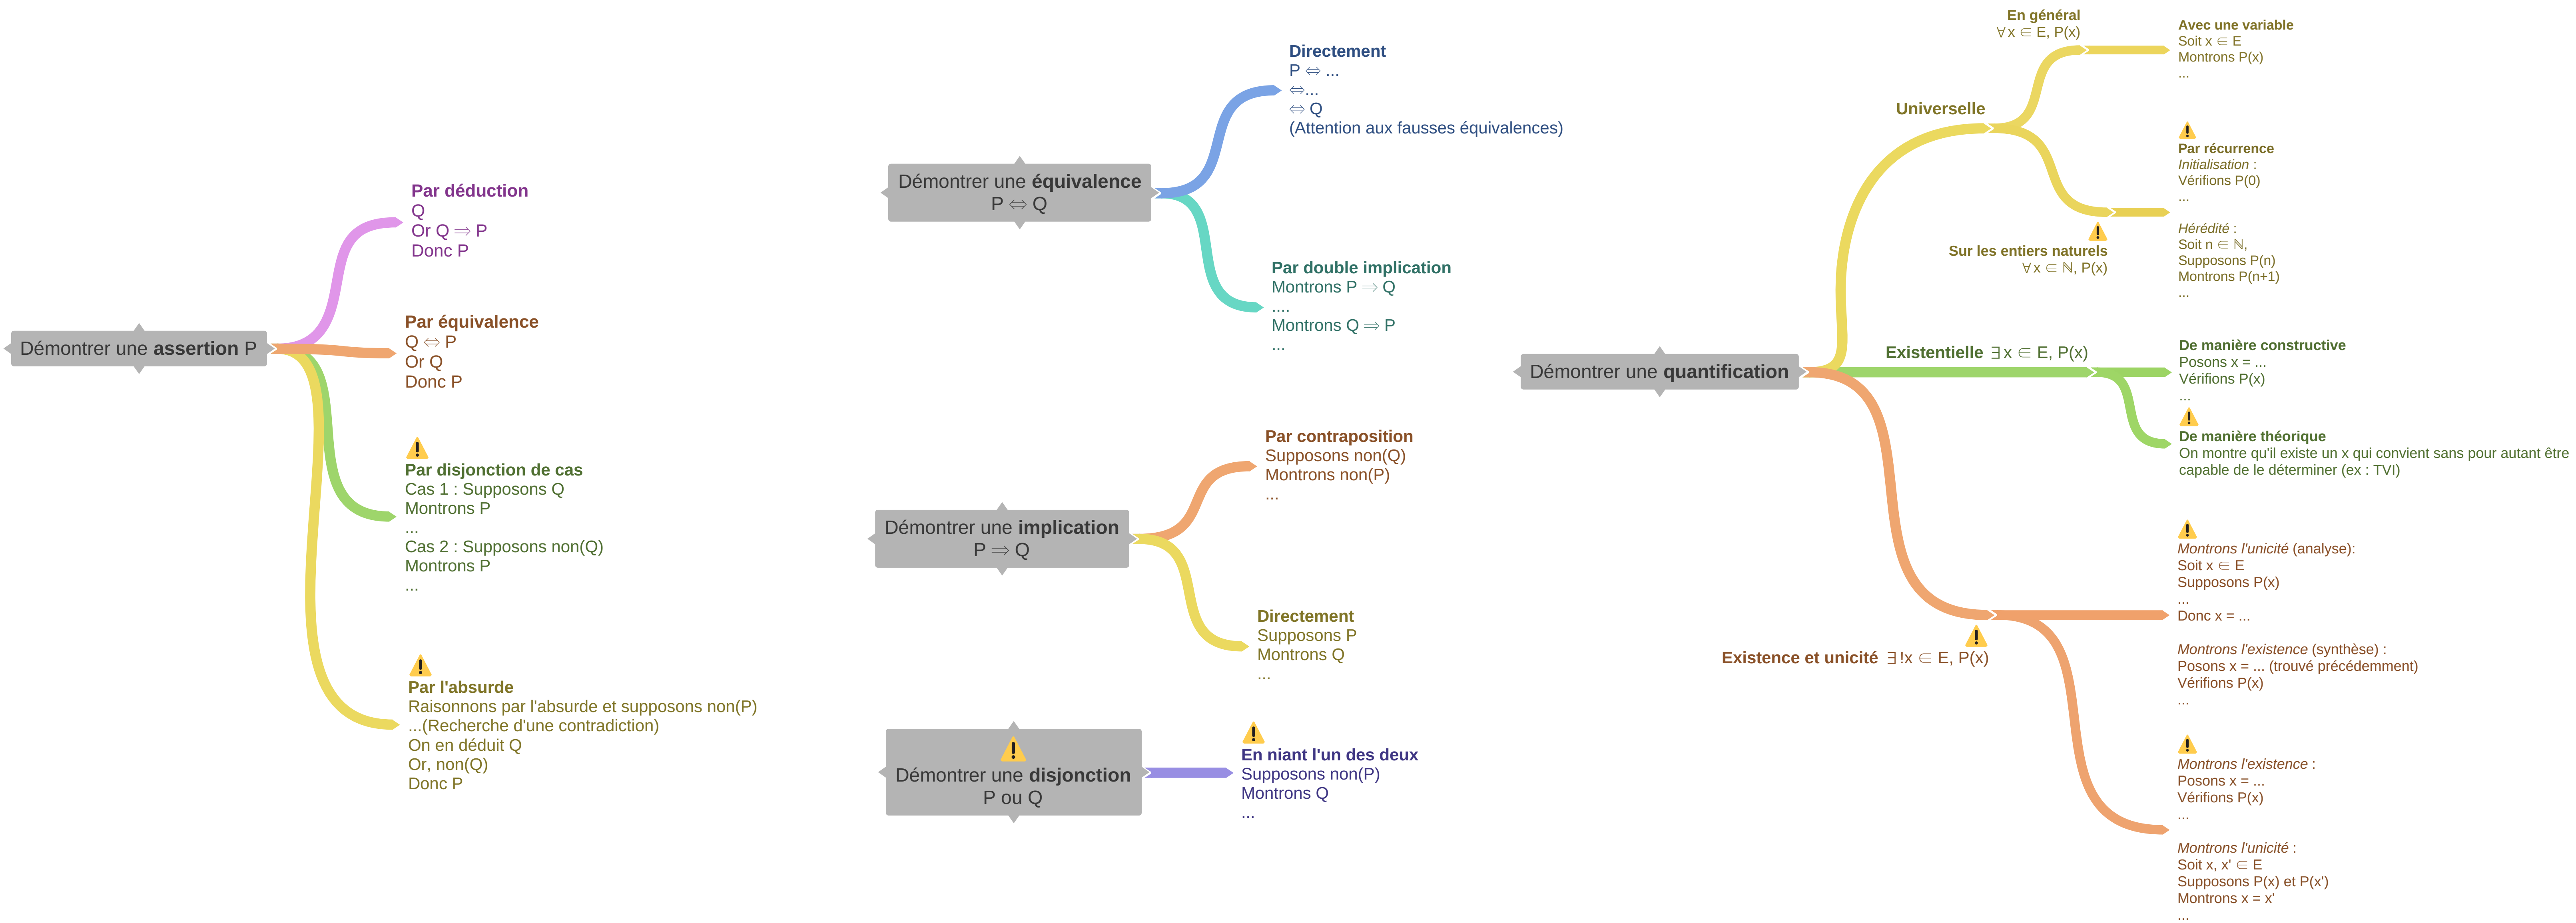 Démontrer une assertion P
Par déduction
Q
Or Q ⇒ P
Donc P
Par équivalence
Q ⇔ P
Or Q
Donc P
Par disjonction de cas
Cas 1 : Supposons Q
Montrons P
...
Cas 2 : Supposons non(Q)
Montrons P
...
Par l'absurde
Raisonnons par l'absurde et supposons non(P)
...(Recherche d'une contradiction)
On en déduit Q
Or, non(Q)
Donc P
Démontrer une équivalence
P ⇔ Q
Directement
P ⇔ ...
⇔...
⇔ Q
(Attention aux fausses équivalences)
Par double implication
Montrons P ⇒ Q
....
Montrons Q ⇒ P
...
Démontrer une implication
P ⇒ Q
Par contraposition
Supposons non(Q)
Montrons non(P)
...
Directement
Supposons P
Montrons Q
...
Démontrer une disjonction
P ou Q
En niant l'un des deux
Supposons non(P)
Montrons Q
...
Démontrer une quantification
Universelle
En général
∀x ∈ E, P(x)
Avec une variable
Soit x ∈ E
Montrons P(x)
...
Sur les entiers naturels
∀x ∈ ℕ, P(x)
Par récurrence
Initialisation :
Vérifions P(0)
...
Hérédité :
Soit n ∈ ℕ,
Supposons P(n)
Montrons P(n+1)
...
Existentielle ∃x ∈ E, P(x)
De manière constructive
Posons x = ...
Vérifions P(x)
...
De manière théorique
On montre qu'il existe un x qui convient sans pour autant être
capable de le déterminer (ex : TVI)
Existence et unicité ∃!x ∈ E, P(x)
Montrons l'unicité (analyse):
Soit x ∈ E
Supposons P(x)
...
Donc x = ...
Montrons l'existence (synthèse) :
Posons x = ... (trouvé précédemment)
Vérifions P(x)
...
Montrons l'existence :
Posons x = ...
Vérifions P(x)
...
Montrons l'unicité :
Soit x, x' ∈ E
Supposons P(x) et P(x')
Montrons x = x'
...